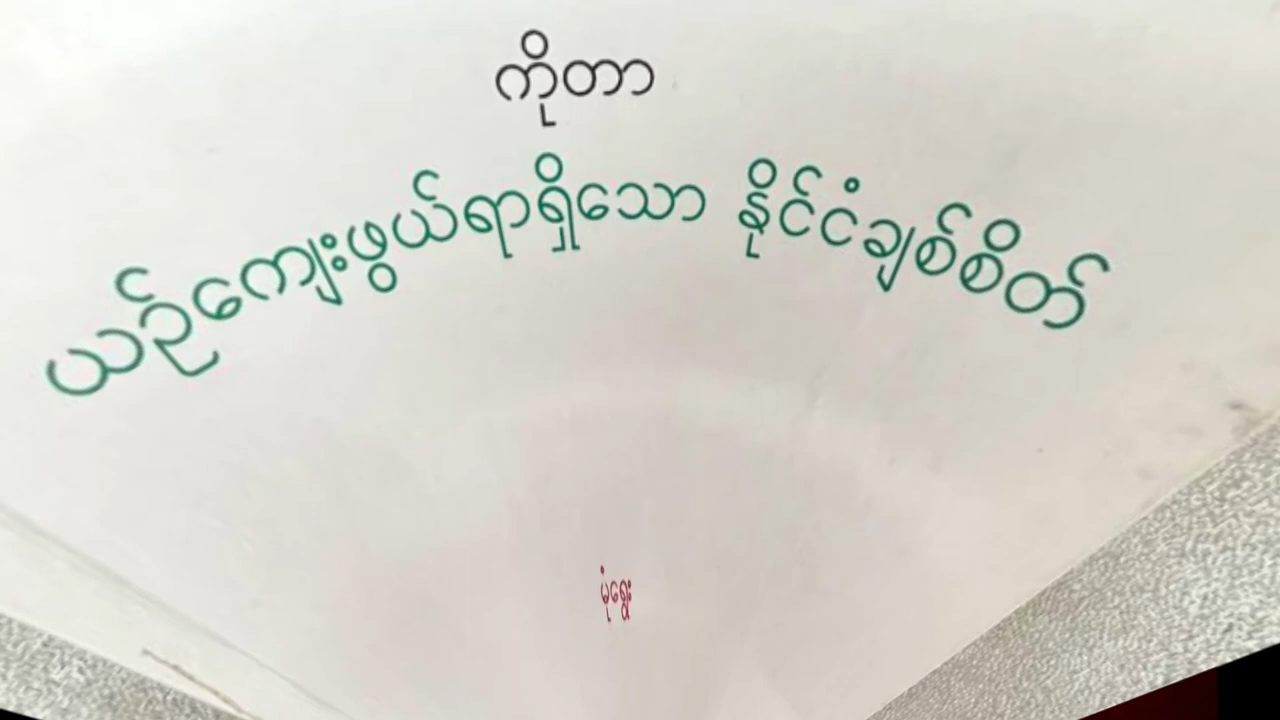 ကိုတာ
ယဉ်ကျေးဖွယ်ရာရှိသော နိုင်ငံချစ်စိတ်
မုံရွေး